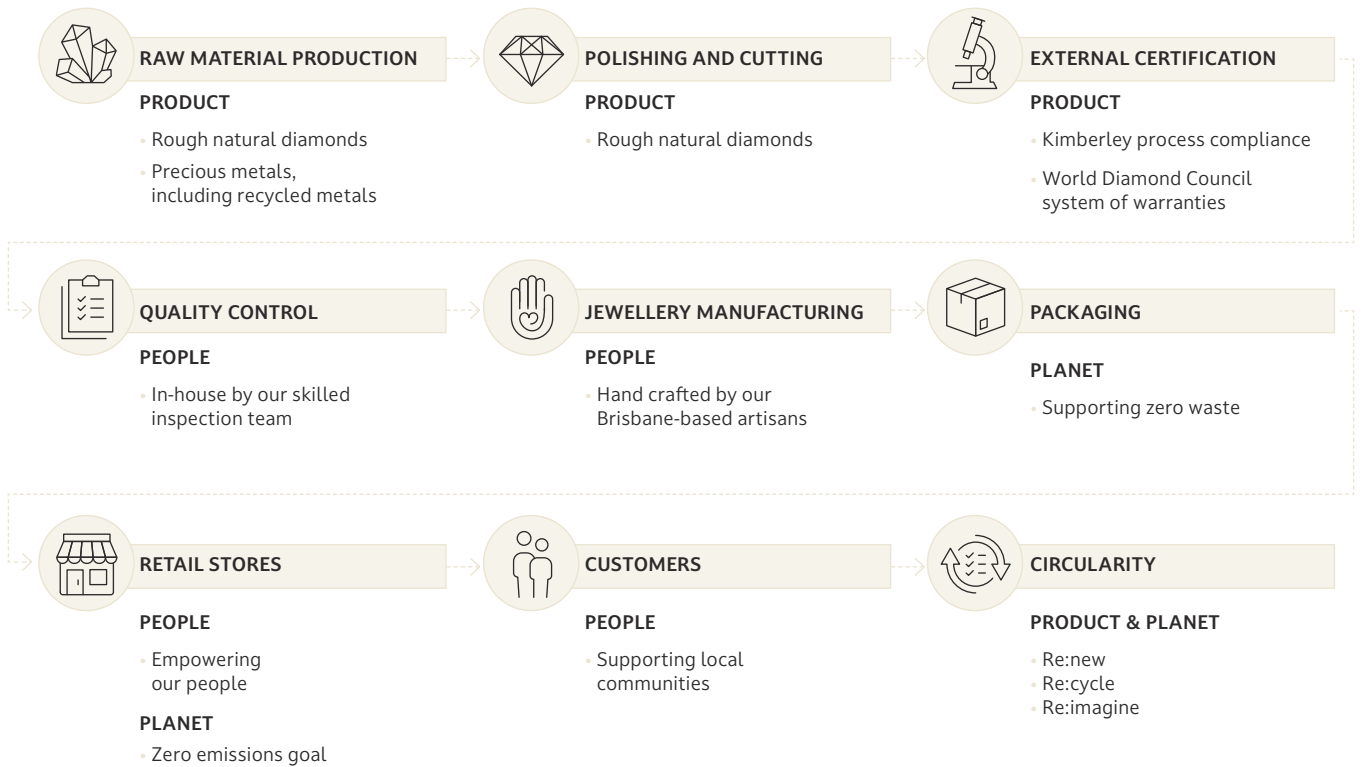 RAW MATERIAL PRODUCTION
PRODUCT
Rough natural diamonds
Precious metals,
including recycled metals
POLISHING AND CUTTING
PRODUCT
Rough natural diamonds
EXTERNAL CERTIFICATION
PRODUCT
Kimberley process compliance
World Diamond Council
system of warranties
QUALITY CONTROL
PEOPLE
In-house by our skilled
inspection team
JEWELLERY MANUFACTURING
PEOPLE
Hand crafted by our
Brisbane-based artisans
PACKAGING
PLANET
Supporting zero waste
RETAIL STORES
PEOPLE
Empowering
our people
PLANET
Zero emissions goal
CUSTOMERS
PEOPLE
Supporting local
communities
CIRCULARITY
PRODUCT & PLANET
Re:new
Re:cycle
Re:imagine